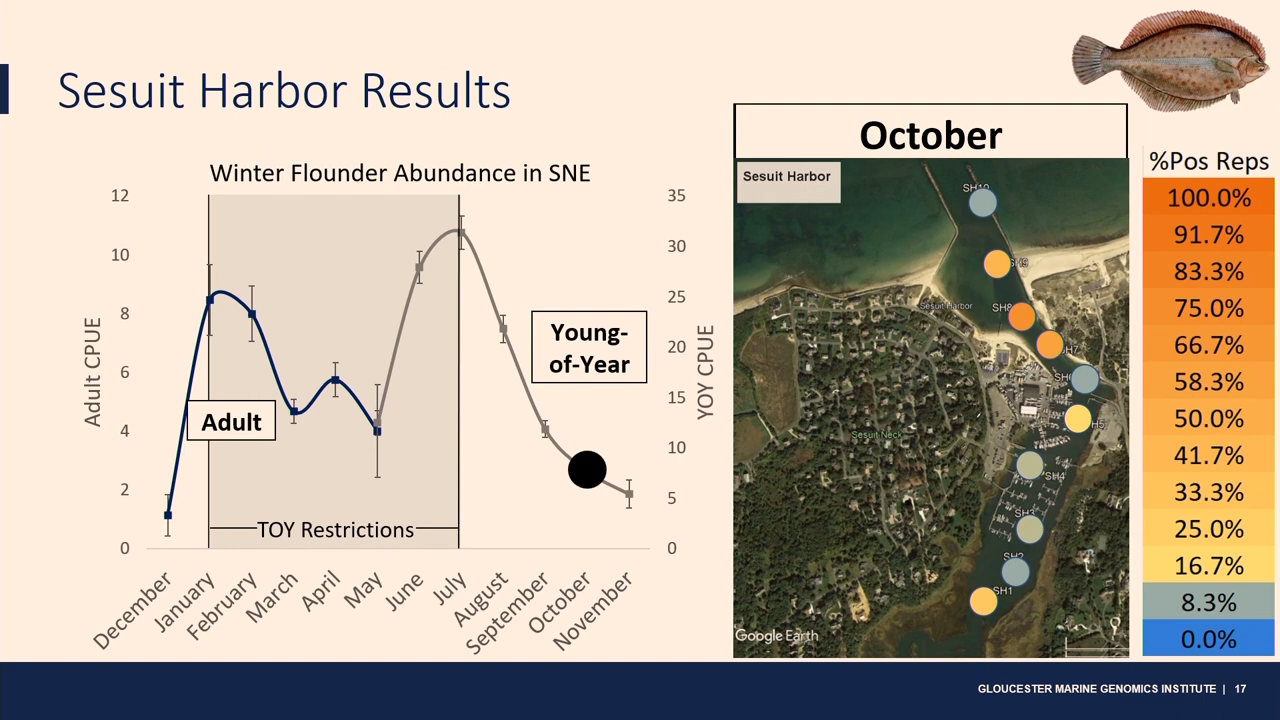 Sesuit Harbor Results
Winter Flounder Abundance in SNE
12
10
8
6
4
2
0
Adult CPUE
35
30
25
20
15
10
5
0
YOY CPUE
Adult
Young-
of-Year
TOY Restrictions
December
January
February
March
April
May
June
July
August
September
October
November
October
Sesuit Harbor
SH10
SH9
SH8
Sesuit Harbor
SH7
SH6
H5
Sesuit Neck
SH4
SH3
SH2
SH1
Google Earth
%Pos Reps
100.0%
91.7%
83.3%
75.0%
66.7%
58.3%
50.0%
41.7%
33.3%
25.0%
16.7%
8.3%
0.0%
GLOUCESTER MARINE GENOMICS INSTITUTE | 17